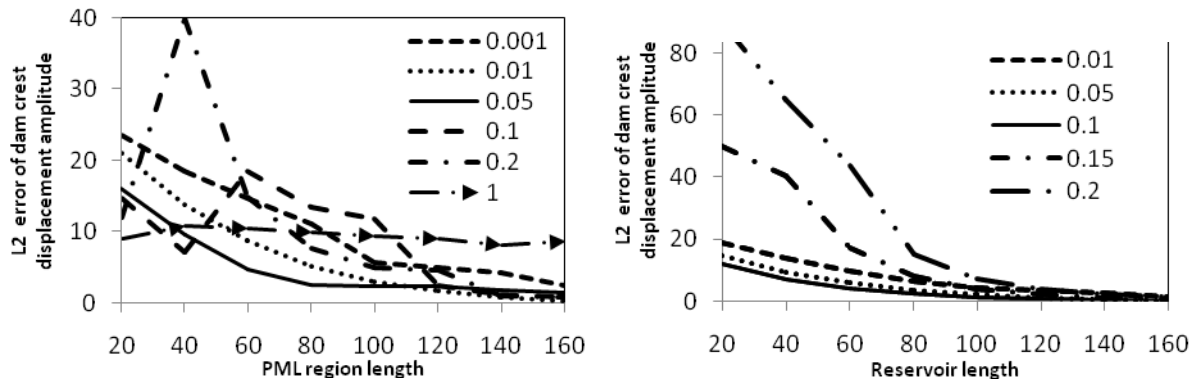 L2 error of dam crest
displacement amplitude
40
30
20
10
0
0.001
0.01
0.05
0.1
0.2
1
20 40 60 80 100 120 140 160
PML region length
L2 error of dam crest
displacement amplitude
80
60
40
20
0
0.01
0.05
0.1
0.15
0.2
20 40 60 80 100 120 140 160
Reservoir length